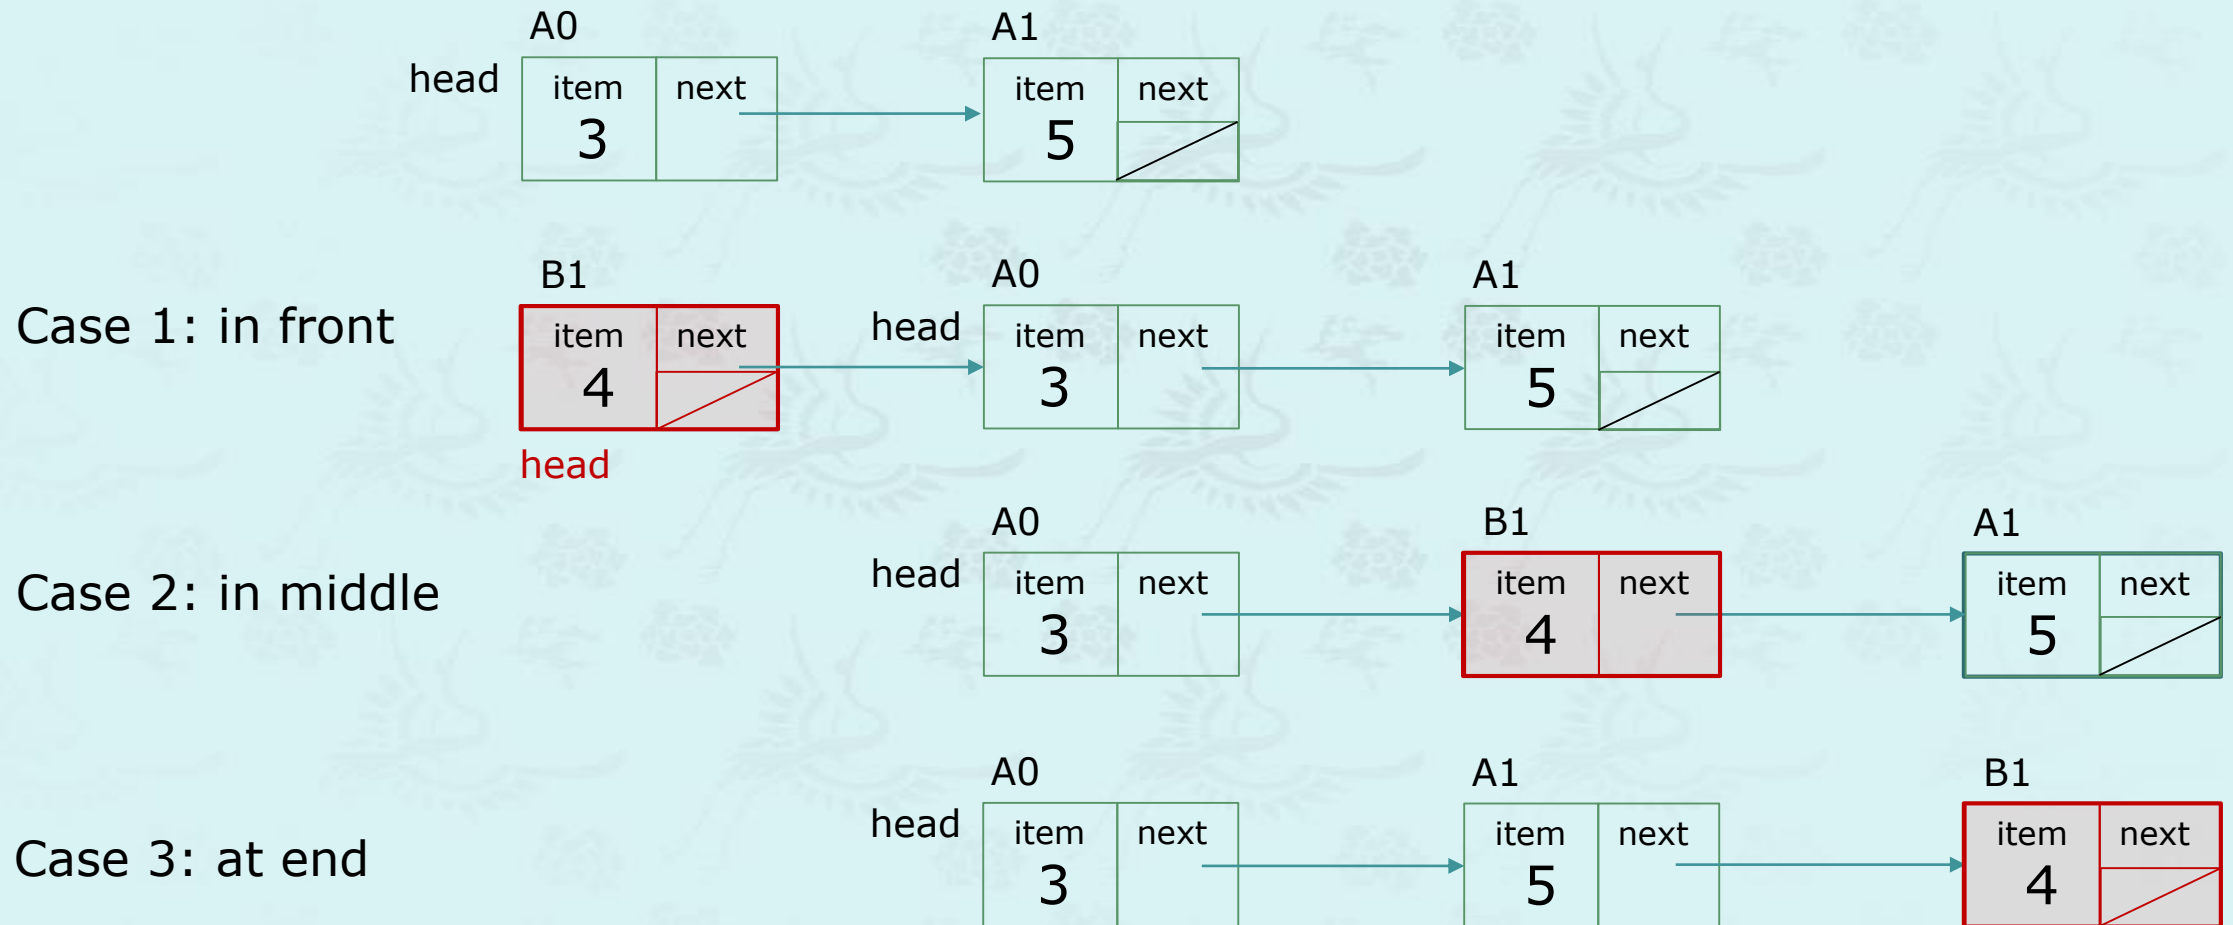 A0 A1
head item next item next
3 5
B1 A0 A1
Case 1: in front item next head item next item next
4 3 5
head
A0 B1 A1
Case 2: in middle head item next item next item next
3 4 5
A0 A1 B1
Case 3: at end head item next item next item next
3 5 4